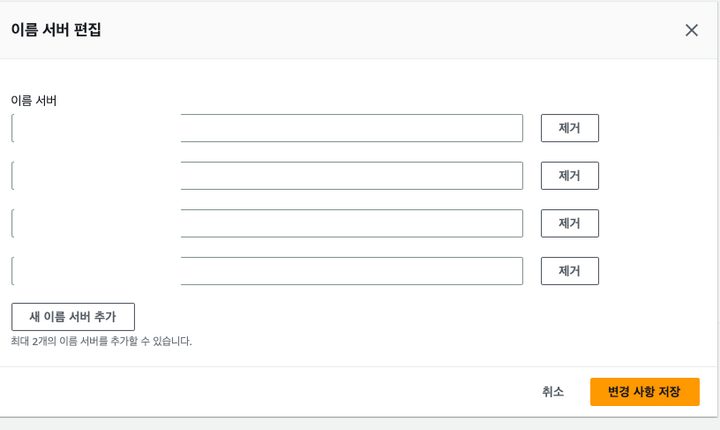 이름 서버 편집
이름 서버
제거
제거
제거
제거
새 이름 서버 추가
최대 2개의 이름 서버를 추가할 수 있습니다.
취소
변경 사항 저장